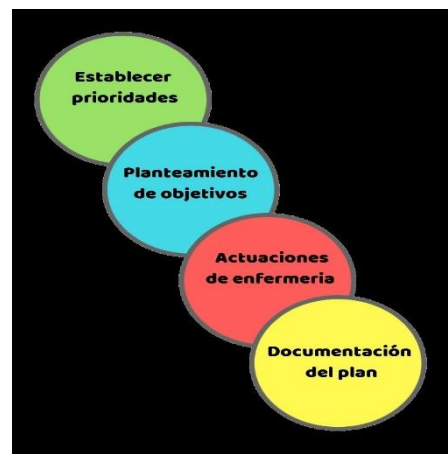 Establecer
prioridades
Planteamiento
de objetivos
Actuaciones
de enfermeria
Documentación
del plan